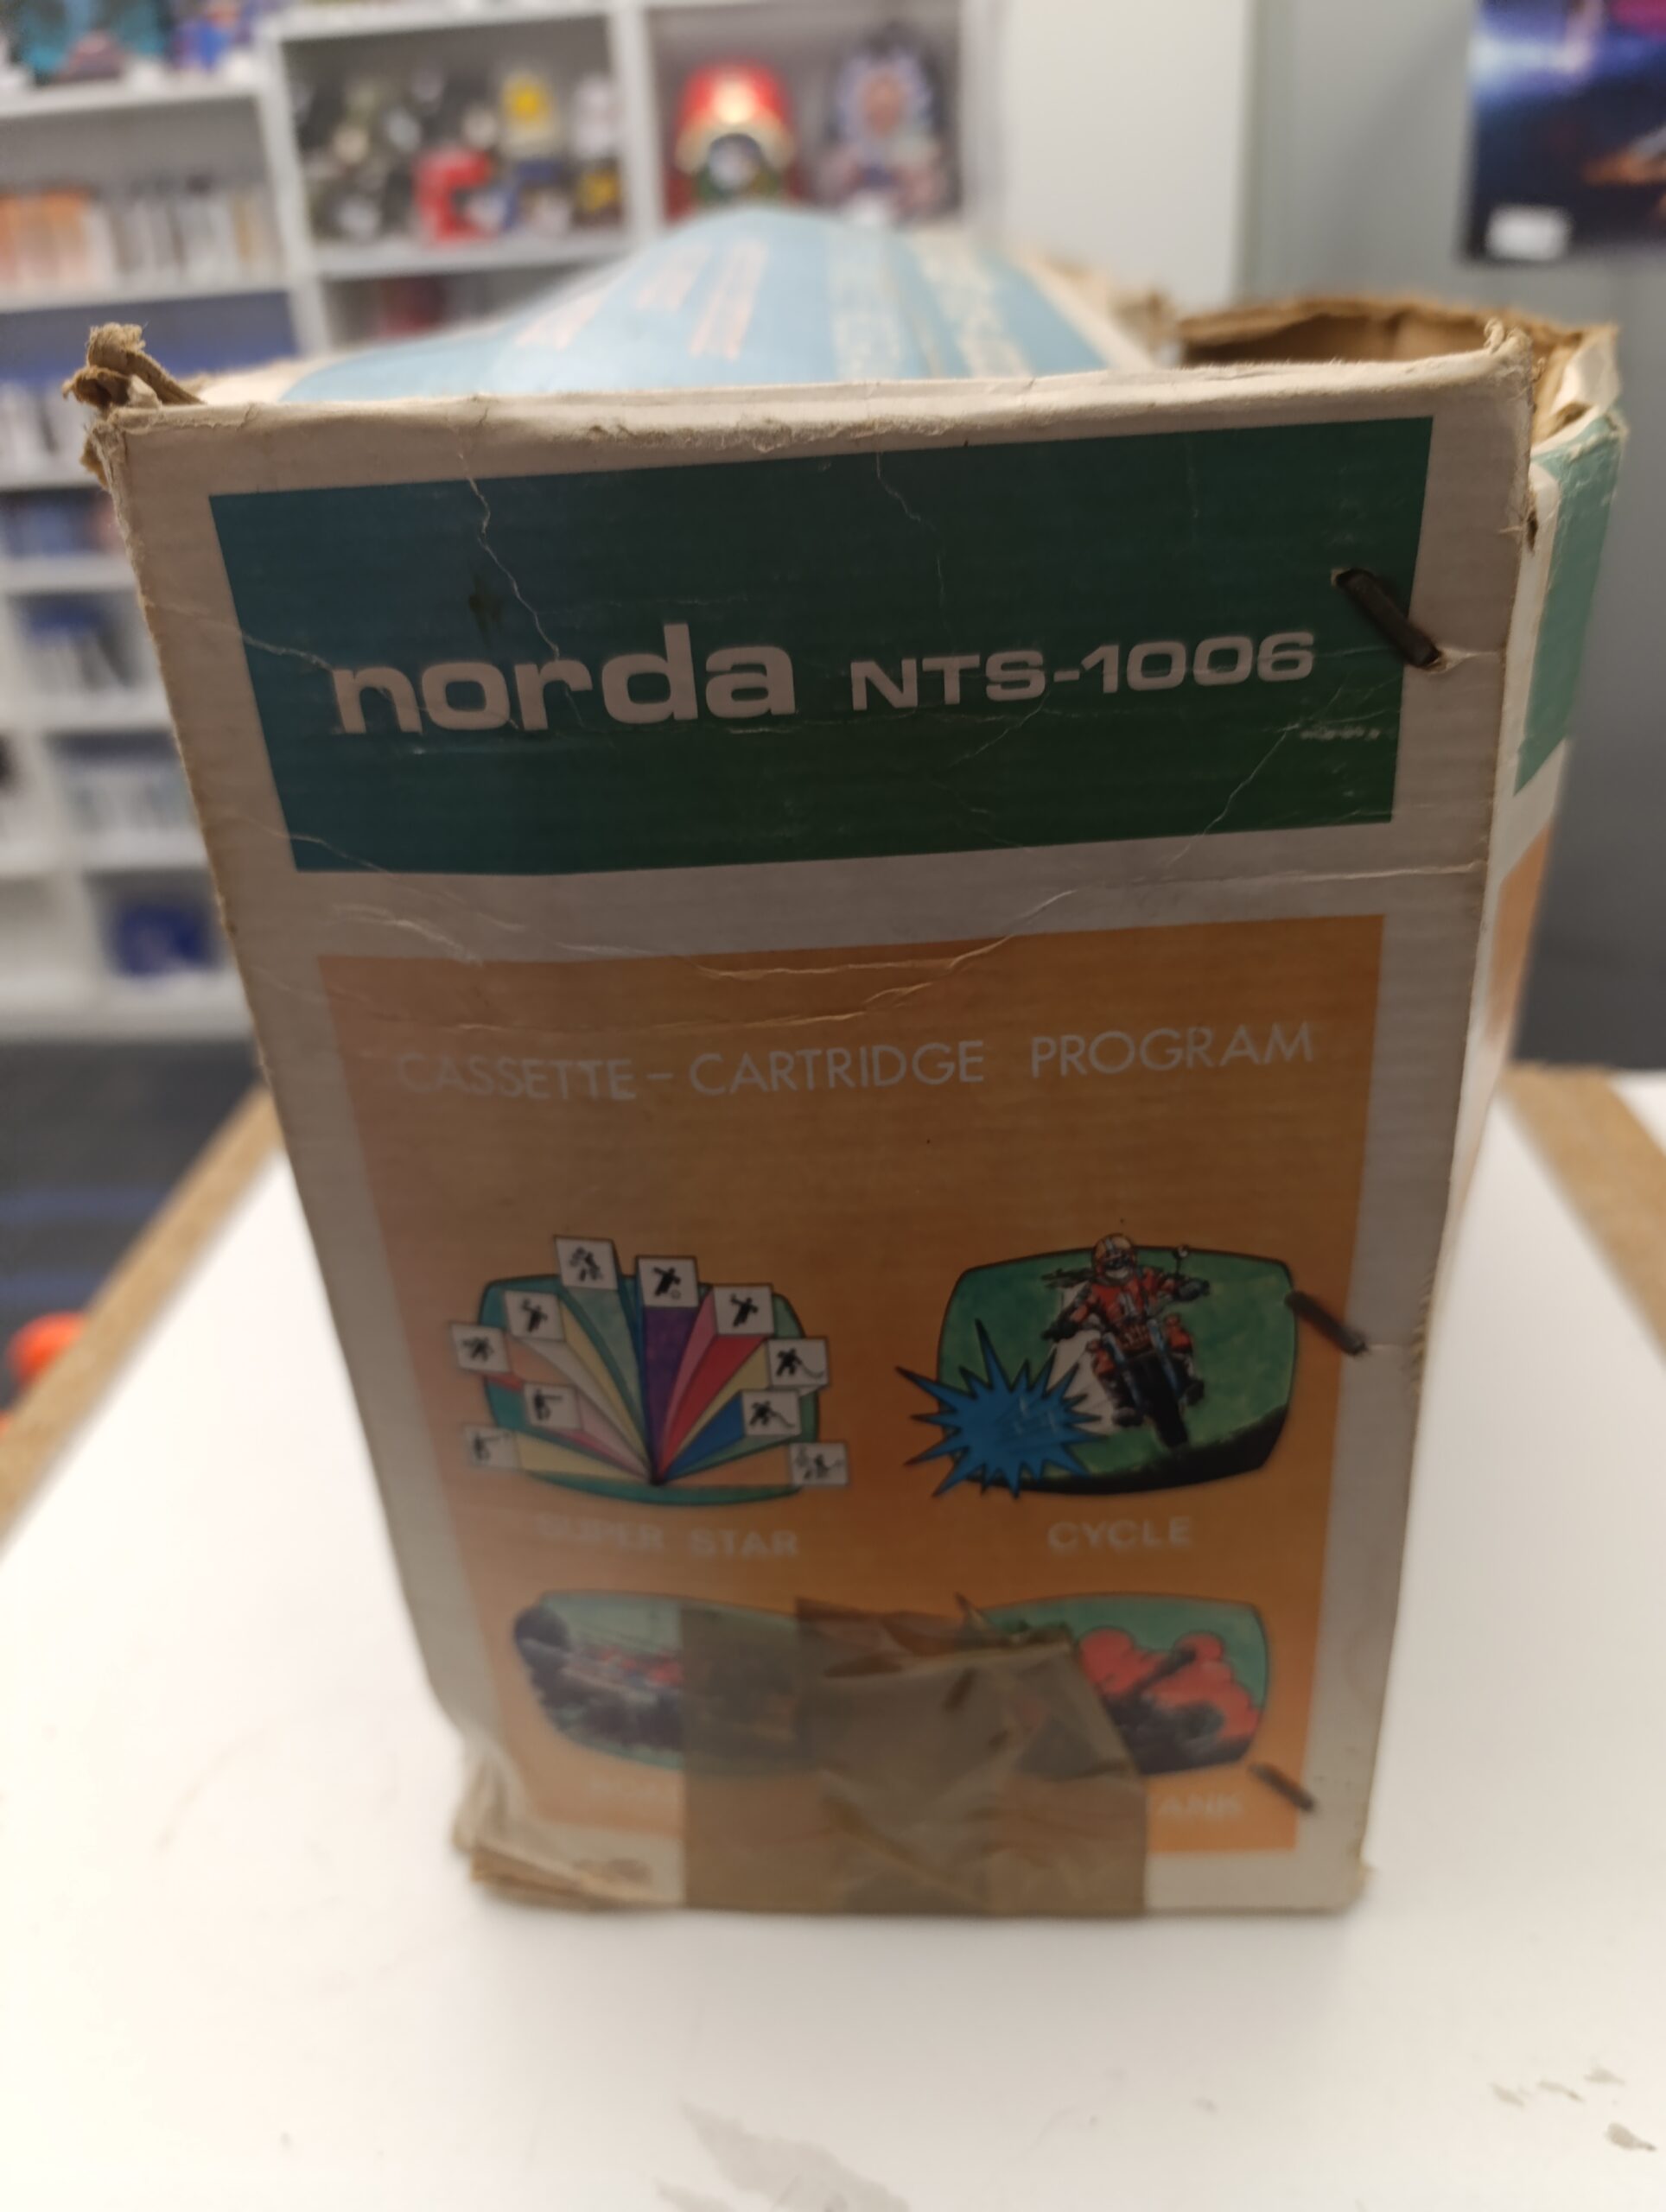 norda NTS-1006
CASSETTE-CARTRIDGE PROGRAM
SUPER STAR
CYCLE